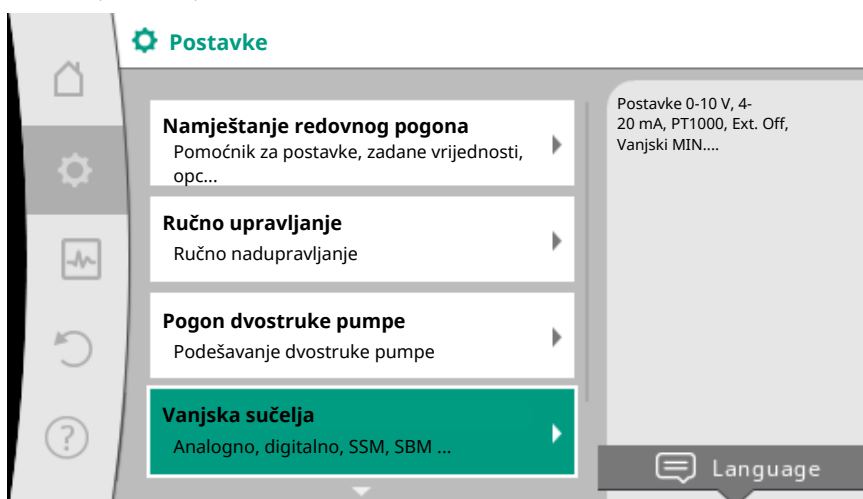 Postavke
Namještanje redovnog pogona
Pomoćnik za postavke, zadane vrijednosti,
opc...
Ručno upravljanje
Ručno nadupravljanje
Pogon dvostruke pumpe
Podešavanje dvostruke pumpe
Vanjska sučelja
Analogno, digitalno, SSM, SBM ...
Postavke 0-10 V, 4-
20 mA, PT1000, Ext. Off,
Vanjski MIN....
Language